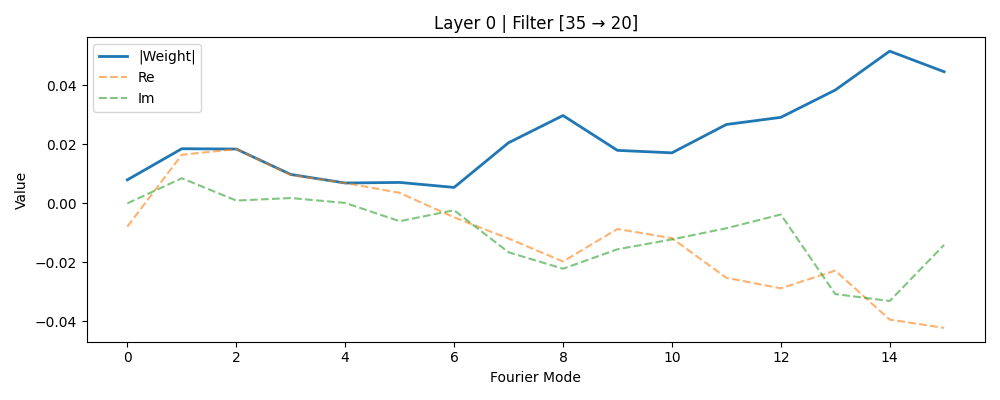 Layer 0 | Filter [35 → 20]
|Weight|
Re
Im
Value
0.04
0.02
0.00
−0.02
−0.04
0 2 4 6 8 10 12 14
Fourier Mode